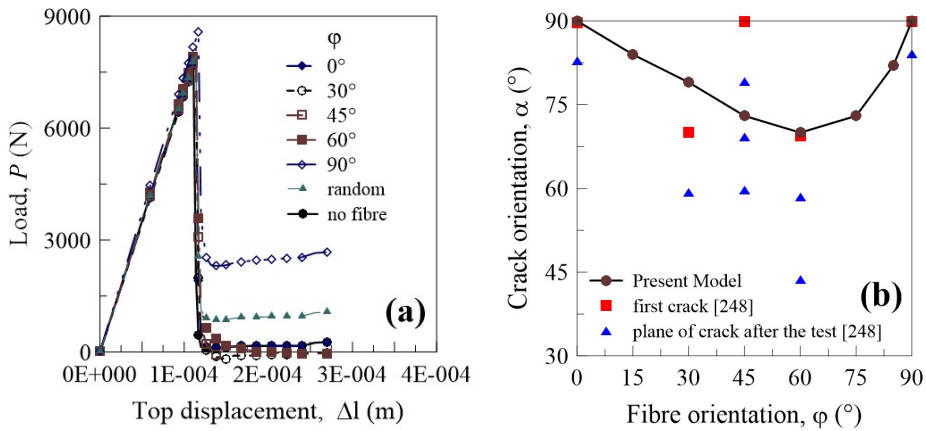 9000
6000
3000
0
0E+000
1E-004
2E-004
3E-004
4E-004
Load, P (N)
Top displacement, Δl (m)
φ
0°
30°
45°
60°
90°
random
no fibre
(a)
90
75
60
45
30
0
15
30
45
60
75
90
Crack orientation, α (°)
Fibre orientation, φ (°)
Present Model
first crack [248]
plane of crack after the test [248]
(b)